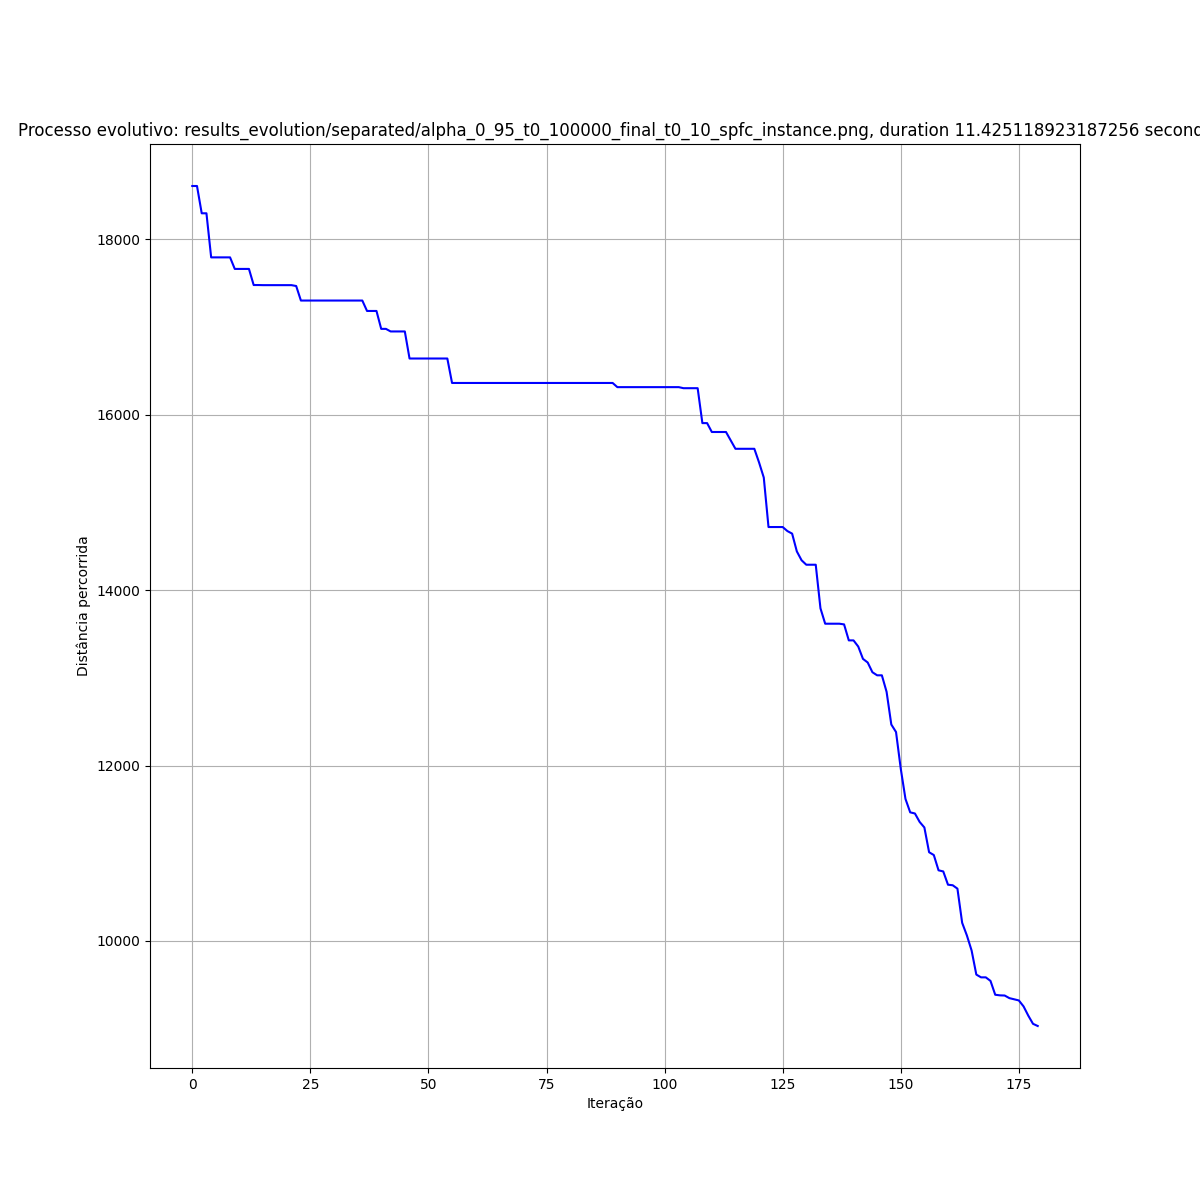 Processo evolutivo: results_evolution/separated/alpha_0_95_t0_100000_final_t0_10_spfc_instance.png, duration 11.425118923187256 second
18000
16000
14000
12000
10000
Distância percorrida
0 25 50 75 100 125 150 175
Iteração